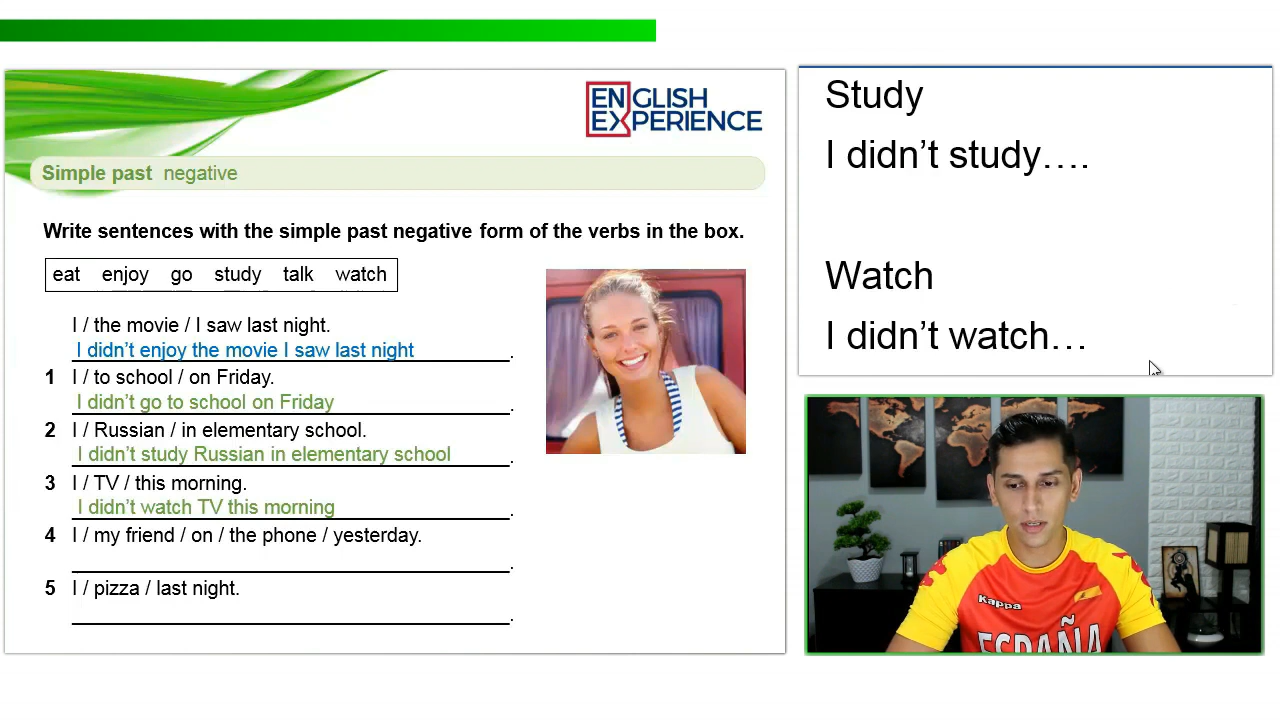 ENGLISH
EXPERIENCE
Simple past negative
Write sentences with the simple past negative form of the verbs in the box.
eat enjoy go study talk watch
I / the movie / I saw last night.
I didn’t enjoy the movie I saw last night.
1 I / to school / on Friday.
I didn’t go to school on Friday.
2 I / Russian / in elementary school.
I didn’t study Russian in elementary school.
3 I / TV / this morning.
I didn’t watch TV this morning.
4 I / my friend / on / the phone / yesterday.
.
5 I / pizza / last night.
.
Study
I didn’t study….
Watch
I didn’t watch…
Kappa
ESPAÑA